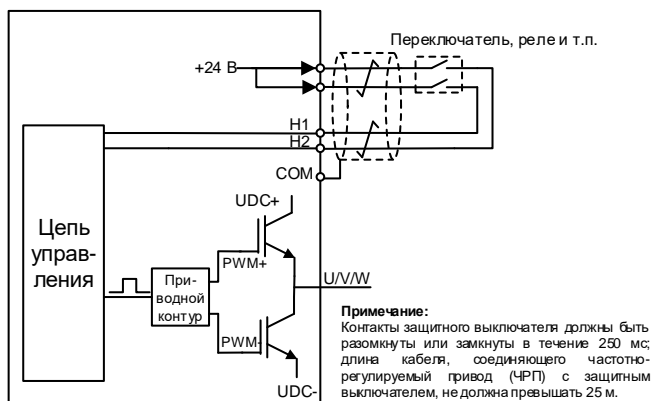 Переключатель, реле и т.п.
+24 В
H1
H2
COM
UDC+
Цепь
управ-
ления
PWM+
При-
водной
контур
U/V/W
PWM-
UDC-
Примечание:
Контакты защитного выключателя должны быть
разомкнуты или замкнуты в течение 250 мс;
длина кабеля, соединяющего частотно-
регулируемый привод (ЧРП) с защитным
выключателем, не должна превышать 25 м.